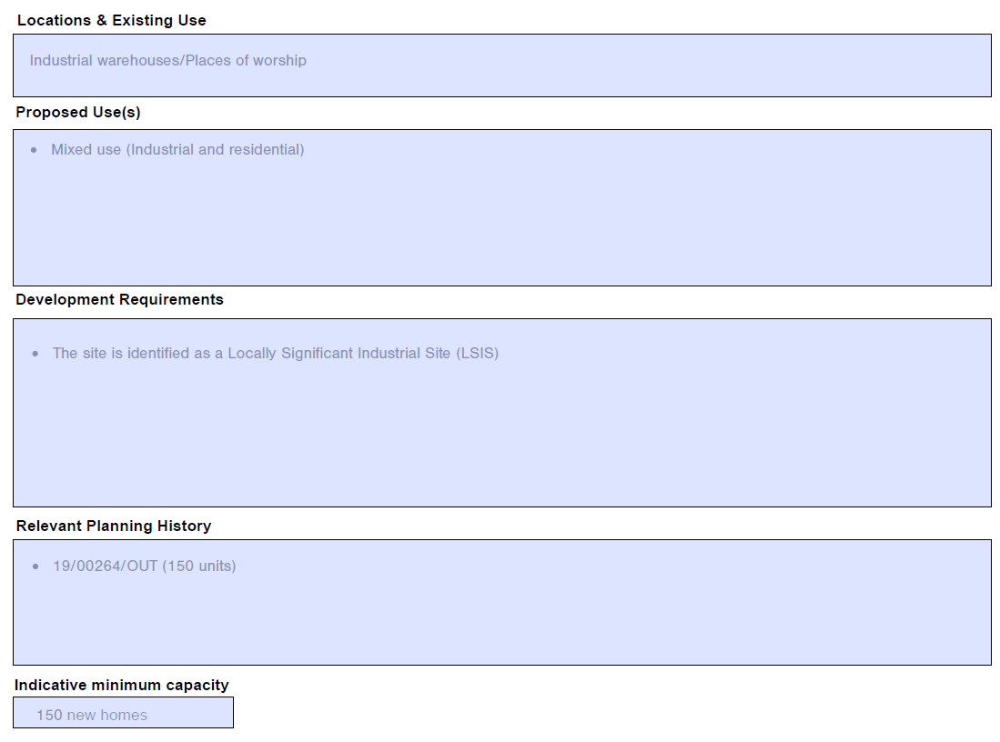 Locations & Existing Use
Industrial warehouses/Places of worship
Proposed Use(s)
• Mixed use (Industrial and residential)
Development Requirements
• The site is identified as a Locally Significant Industrial Site (LSIS)
Relevant Planning History
• 19/00264/OUT (150 units)
Indicative minimum capacity
150 new homes